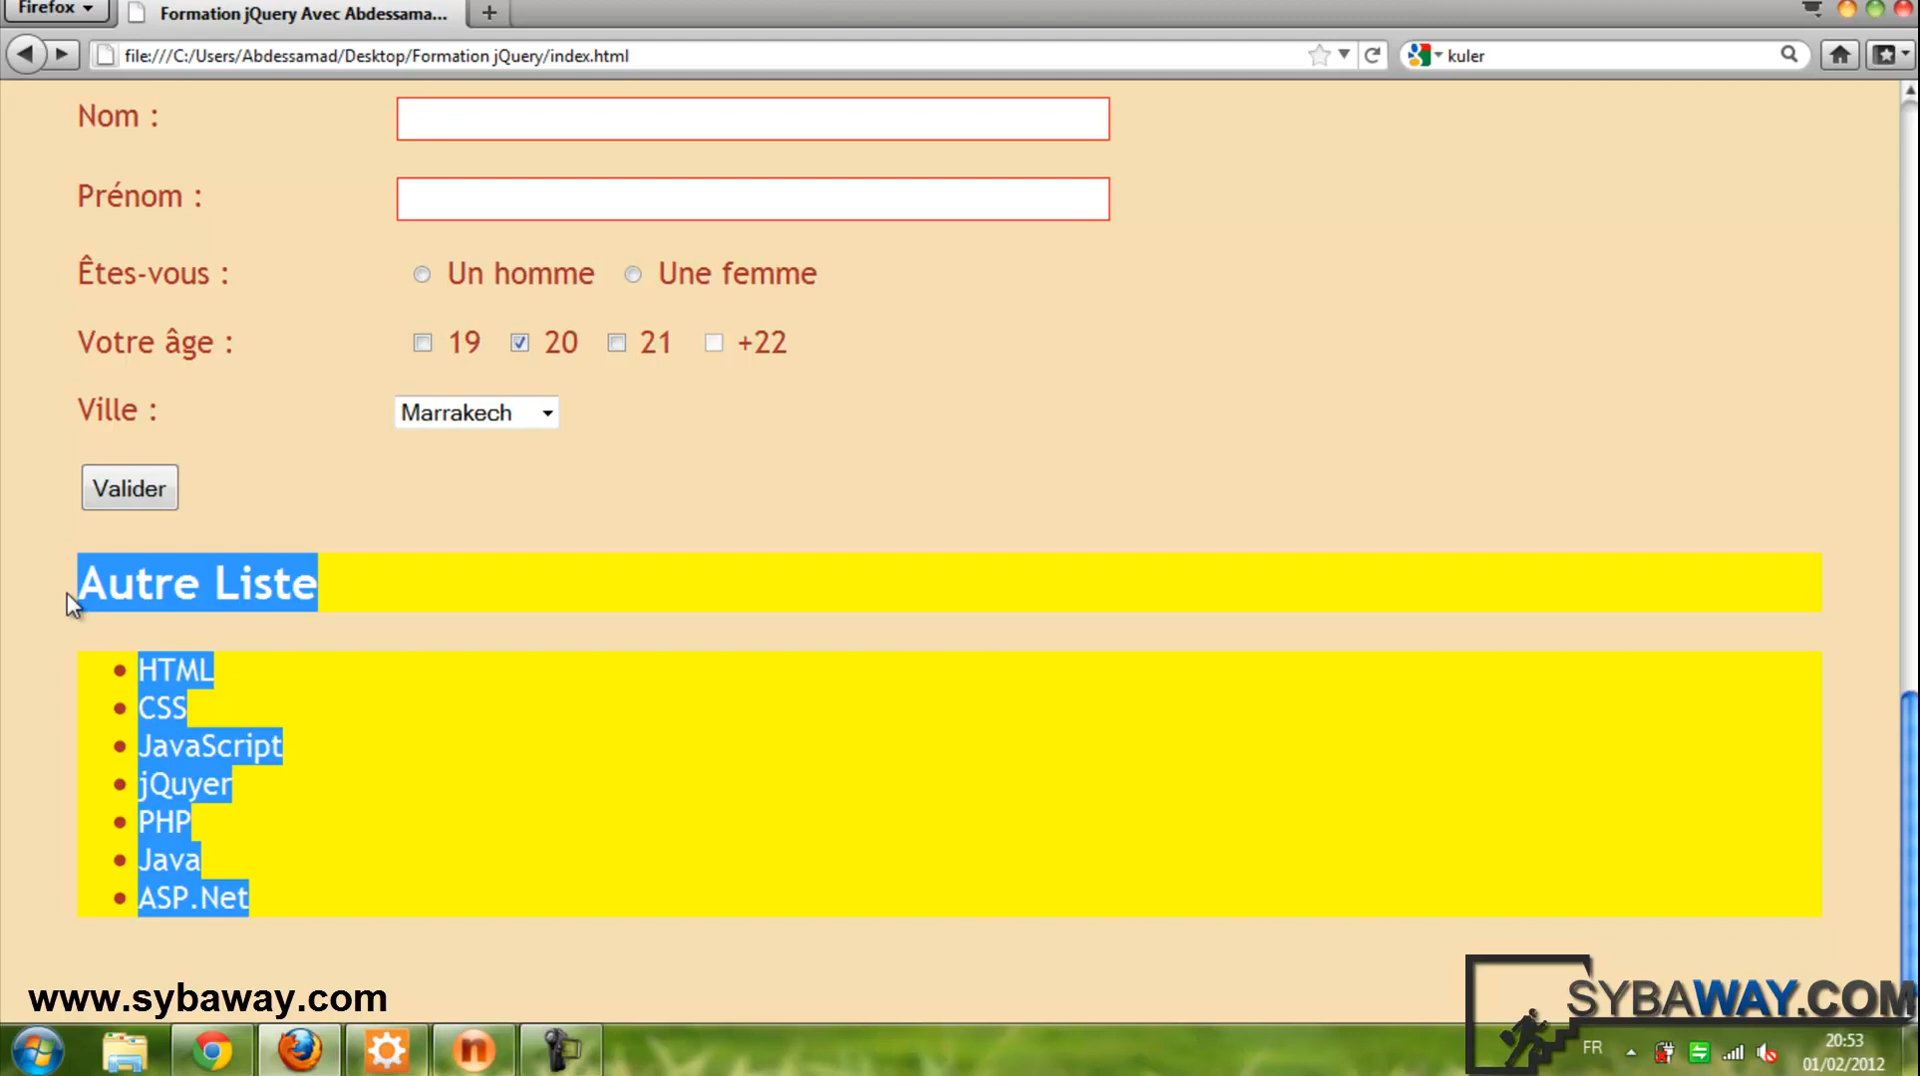 Firefox
Formation jQuery Avec Abdessama...
file:///C:/Users/Abdessamad/Desktop/Formation jQuery/index.html
kuler
Nom :
Prénom :
Êtes-vous : Un homme Une femme
Votre âge : 19 20 21 +22
Ville : Marrakech
Valider
Autre Liste
HTML
CSS
JavaScript
jQuyer
PHP
Java
ASP.Net
www.sybaway.com
SYBAWAY.COM
FR
20:53
01/02/2012